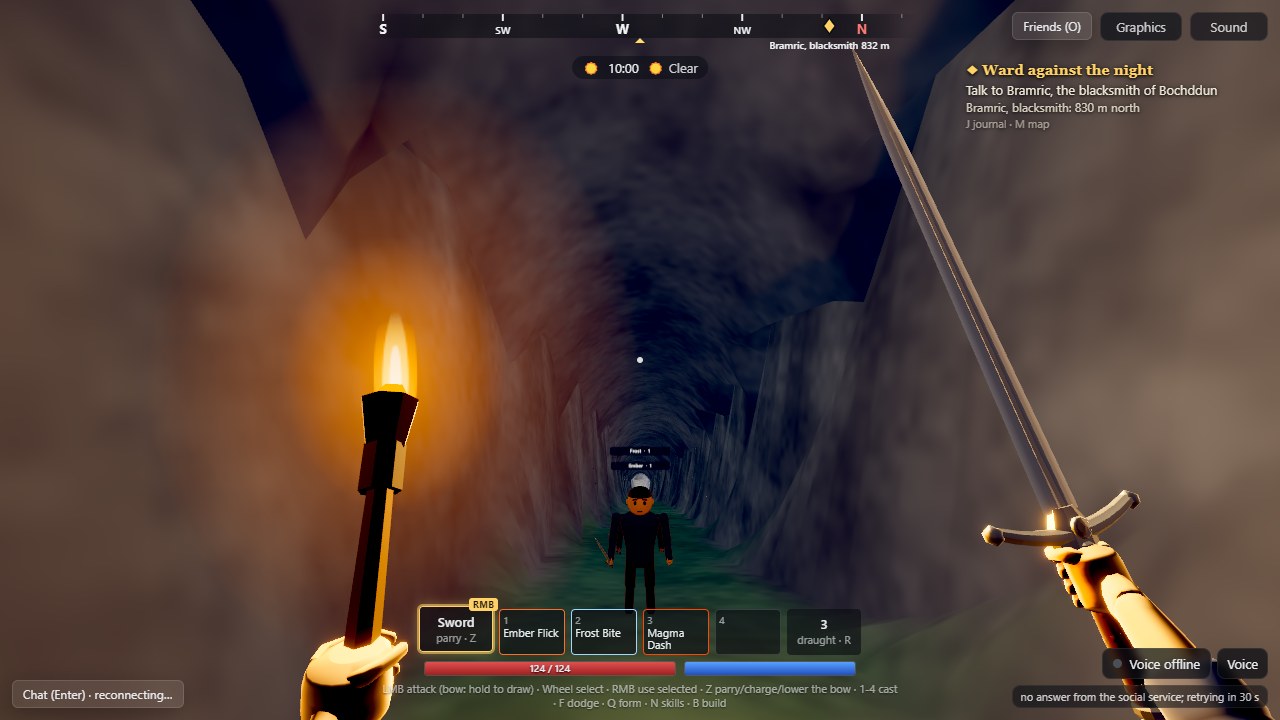 S
SW
W
NW
N
Bramric, blacksmith 832 m
10:00 Clear
Friends (O)
Graphics
Sound
Ward against the night
Talk to Bramric, the blacksmith of Bochddun
Bramric, blacksmith: 830 m north
J journal · M map
Frost · 1
Ember · 1
RMB
Sword
parry · Z
1
Ember Flick
2
Frost Bite
3
Magma
Dash
4
3
draught · R
124 / 124
LMB attack (bow: hold to draw) · Wheel select · RMB use selected · Z parry/charge/lower the bow · 1-4 cast
· F dodge · Q form · N skills · B build
Chat (Enter) · reconnecting...
Voice offline
Voice
no answer from the social service; retrying in 30 s